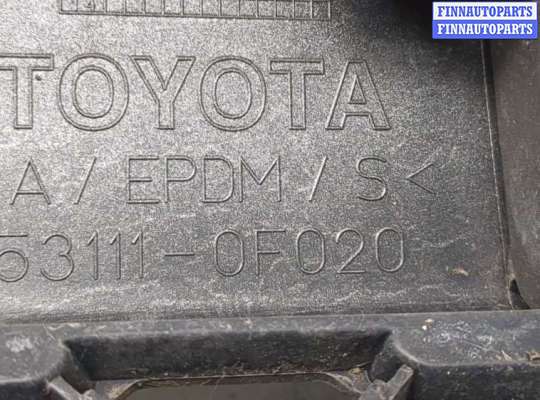 FINNAUTOPARTS
FINNAUTOPARTS
TOYOTA
A / EPDM / S <
53111-0F020